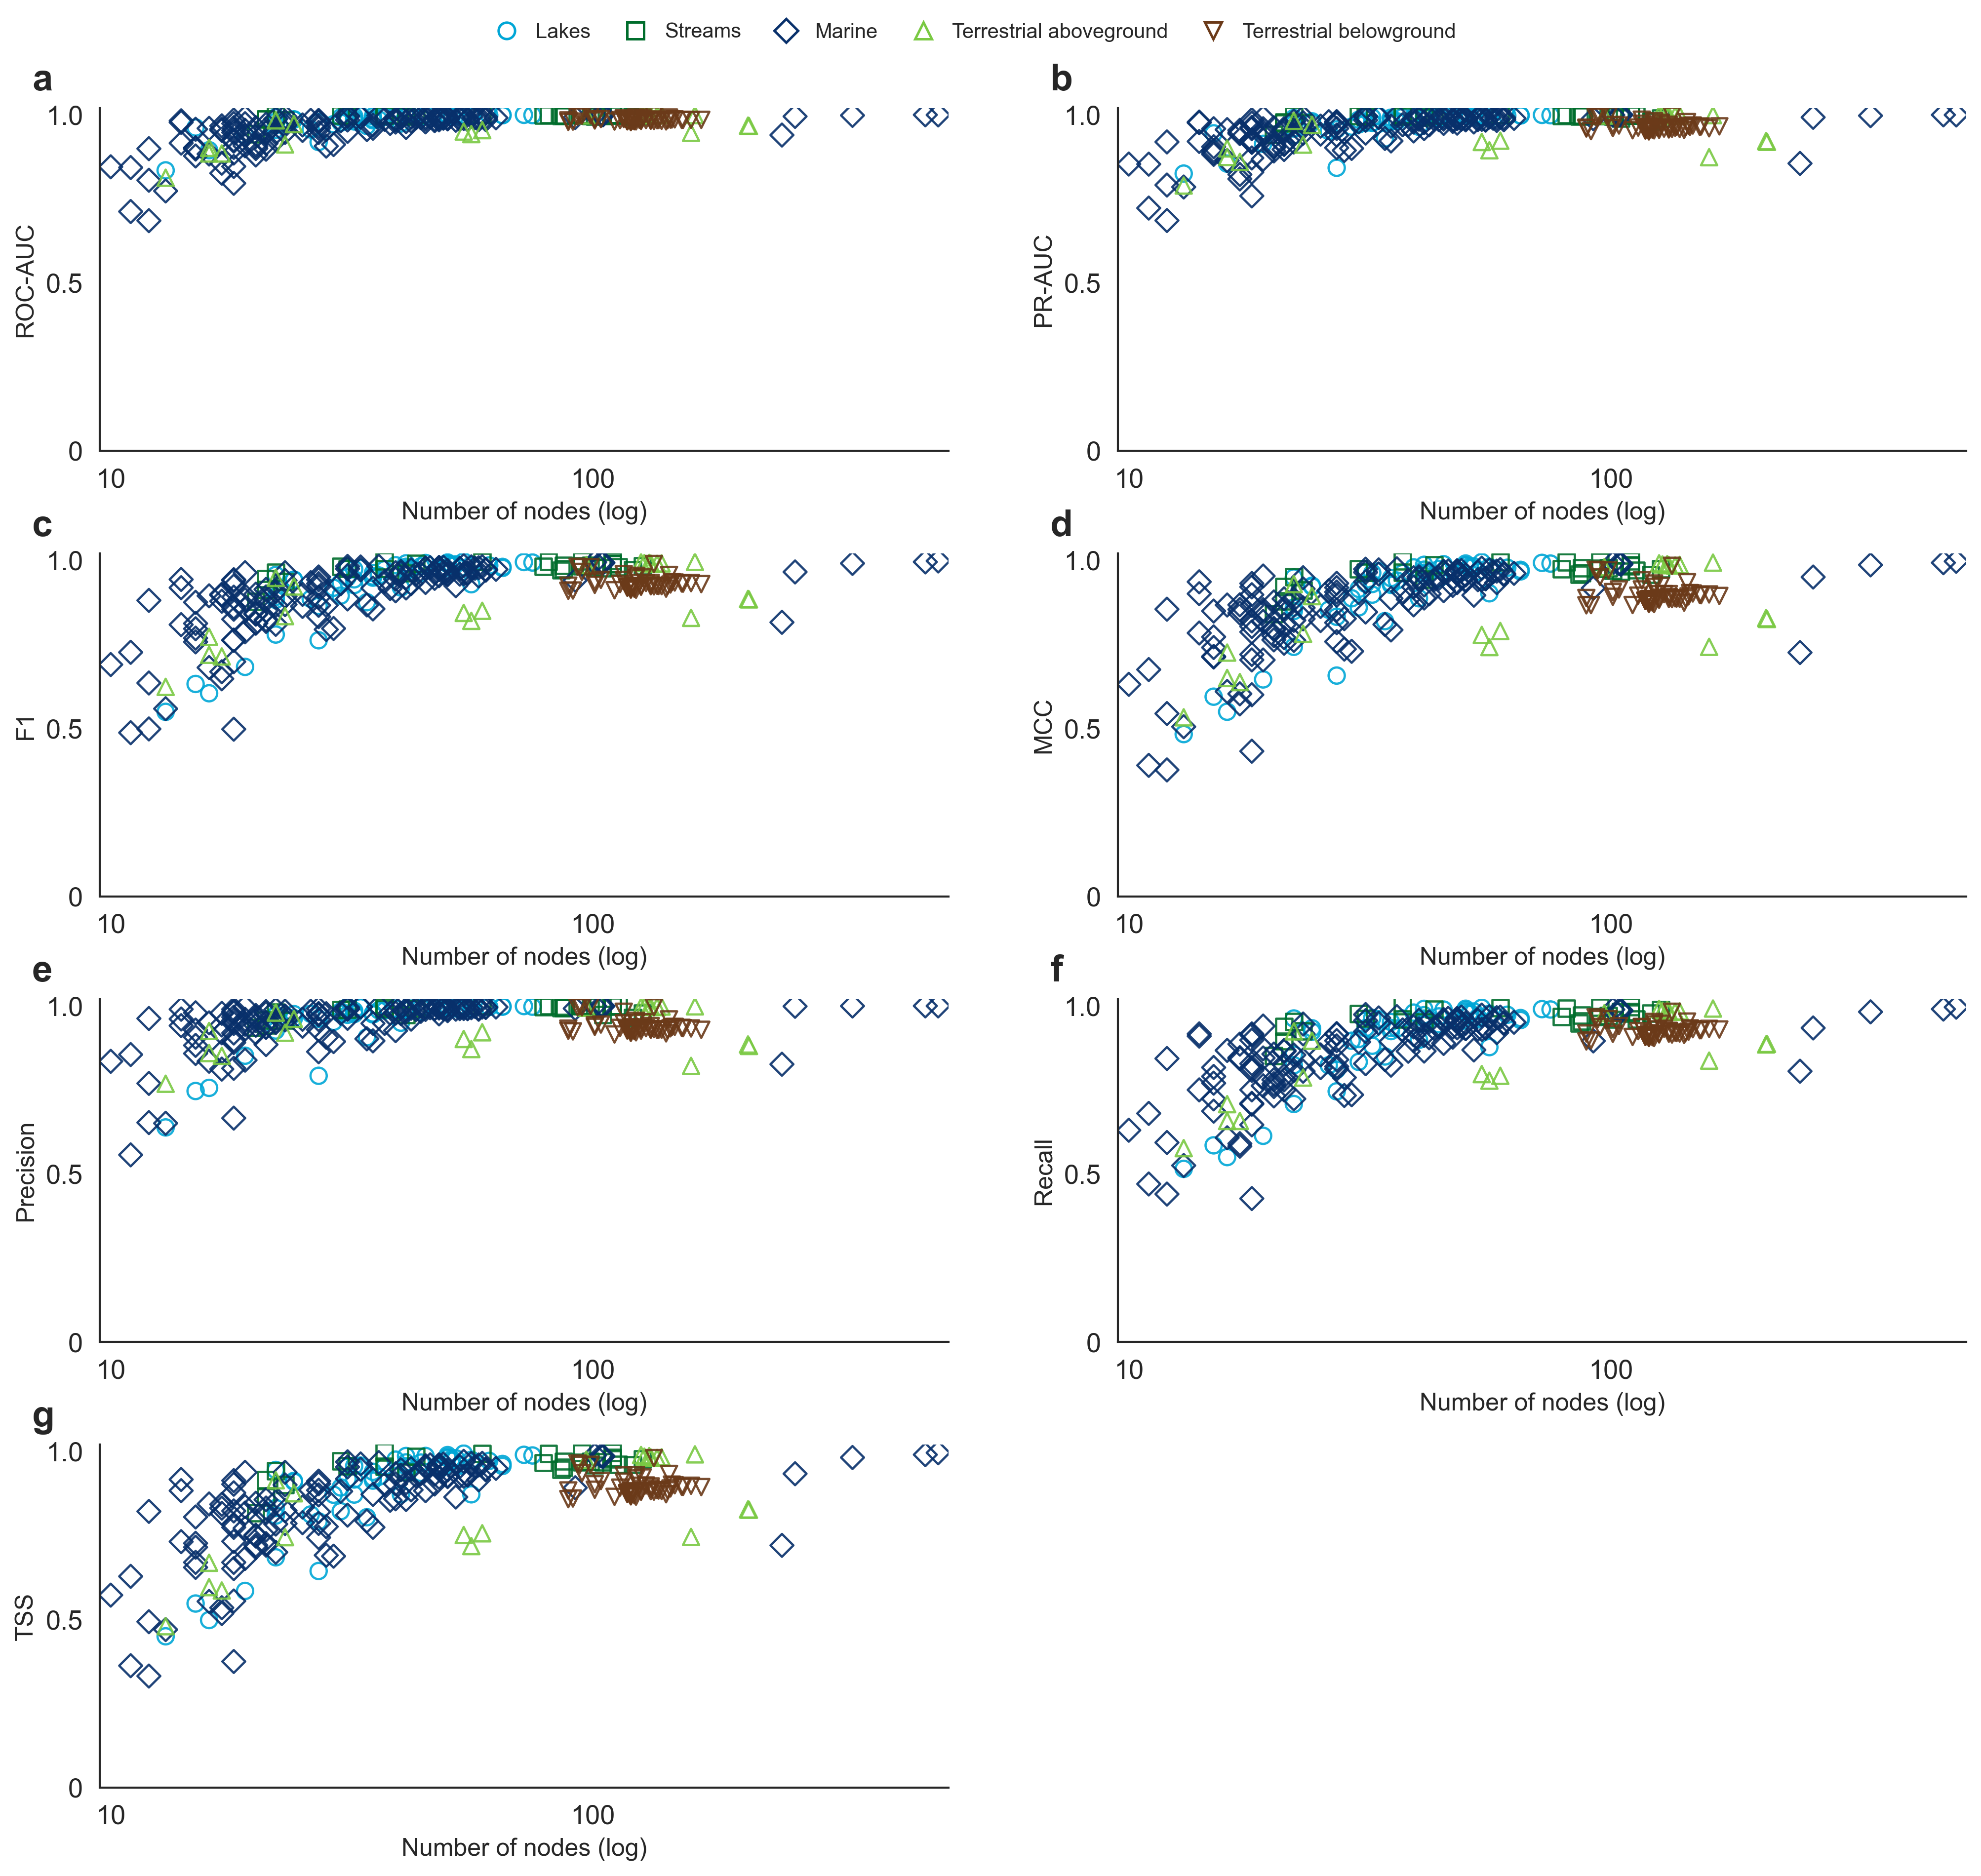 Lakes Streams Marine Terrestrial aboveground Terrestrial belowground
a
1.0
0.5
0
ROC-AUC
10 100
Number of nodes (log)
b
1.0
0.5
0
PR-AUC
10 100
Number of nodes (log)
c
1.0
0.5
0
F1
10 100
Number of nodes (log)
d
1.0
0.5
0
MCC
10 100
Number of nodes (log)
e
1.0
0.5
0
Precision
10 100
Number of nodes (log)
f
1.0
0.5
0
Recall
10 100
Number of nodes (log)
g
1.0
0.5
0
TSS
10 100
Number of nodes (log)